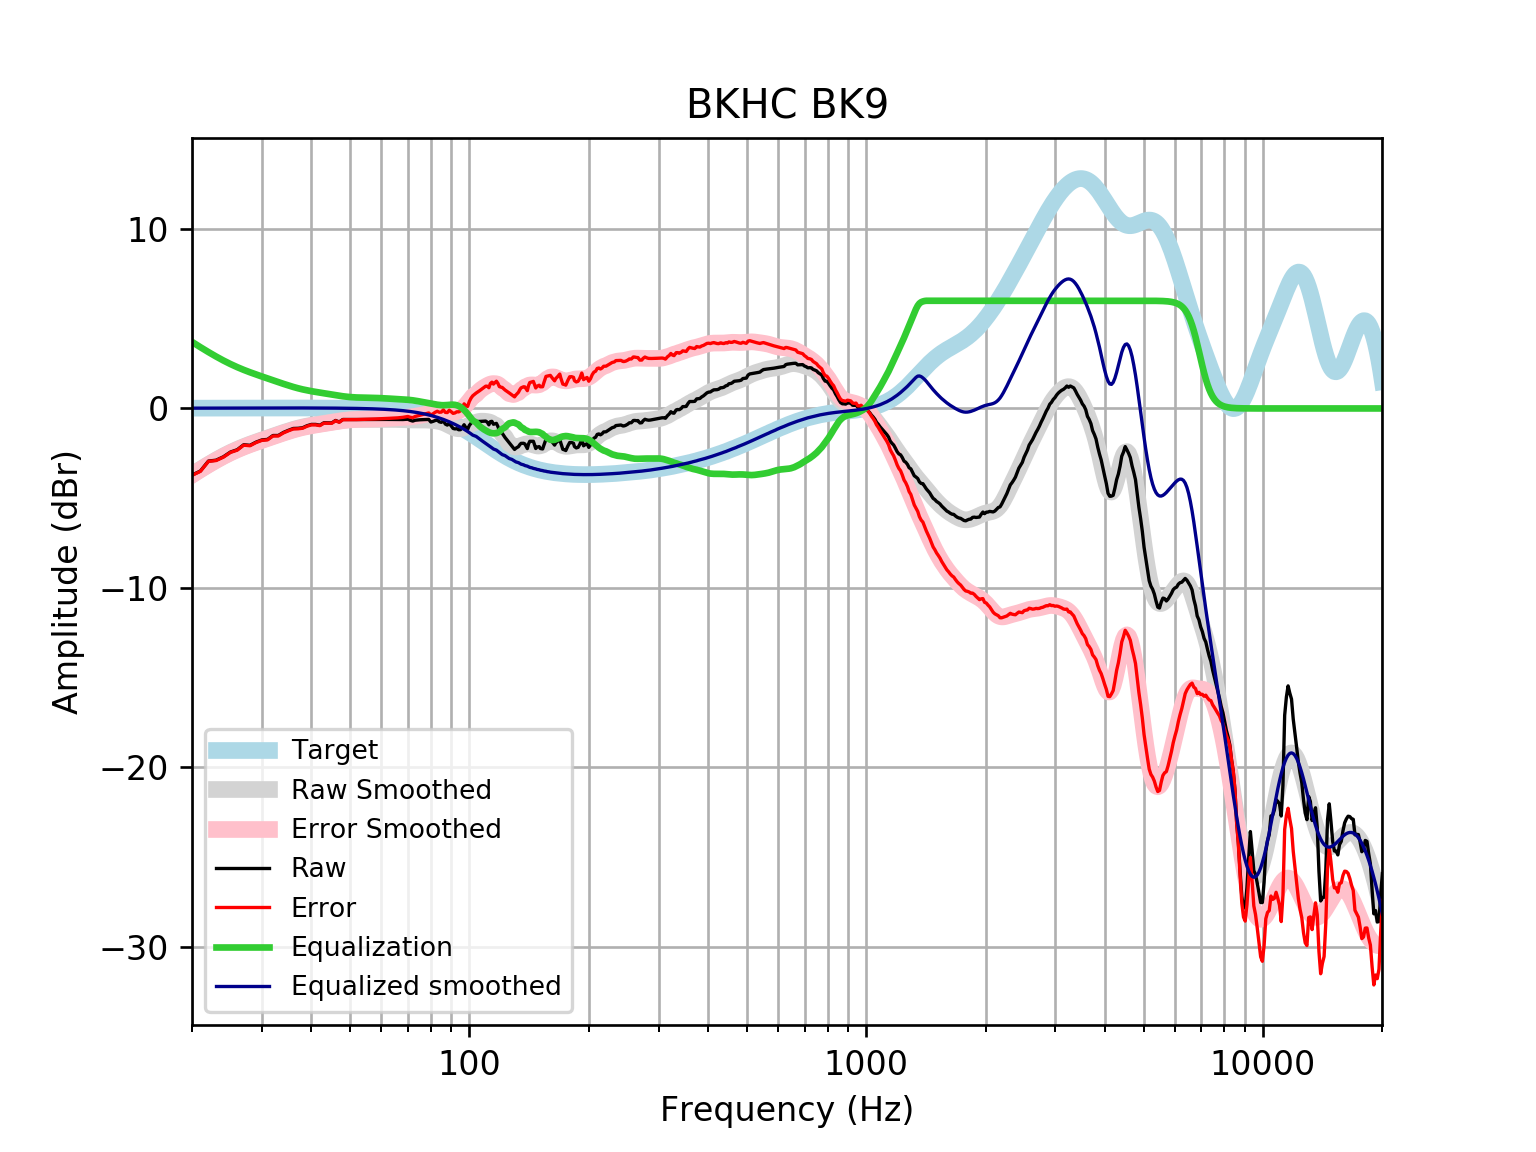 BKHC BK9
10
0
−10
−20
−30
Amplitude (dBr)
Target
Raw Smoothed
Error Smoothed
Raw
Error
Equalization
Equalized smoothed
100
1000
10000
Frequency (Hz)